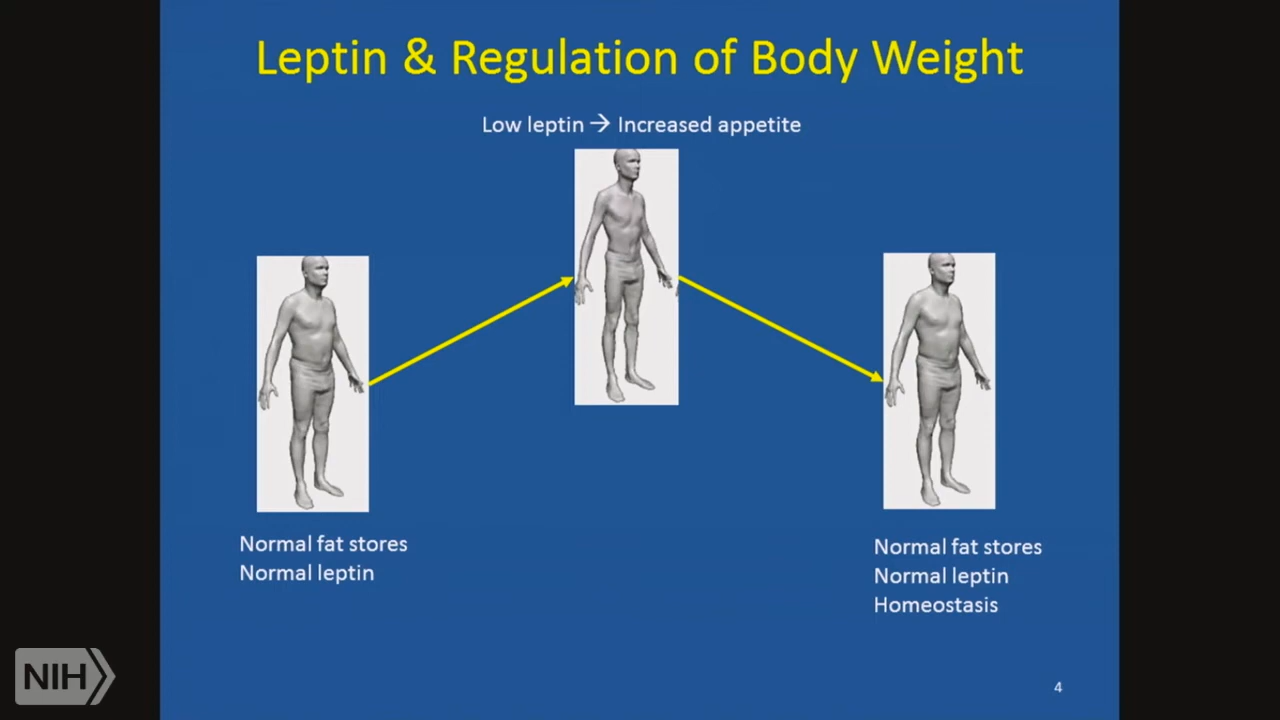 Leptin & Regulation of Body Weight
Low leptin → Increased appetite
Normal fat stores
Normal leptin
Normal fat stores
Normal leptin
Homeostasis
NIH
4